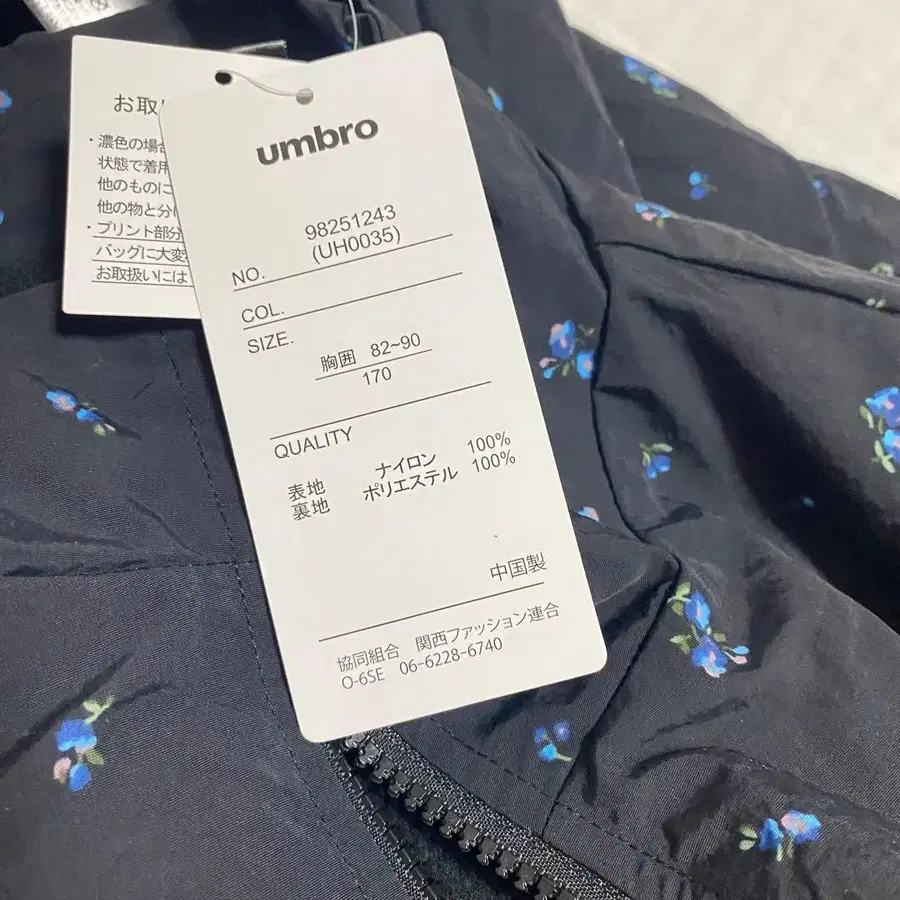 お取
・濃色の場合
状態で着用
他のものに
他の物と分
・プリント部分
バッグに大変
お取扱いには
umbro
98251243
NO. (UH0035)
COL.
SIZE.
胸囲 82~90
170
QUALITY
表地 ナイロン 100%
裏地 ポリエステル 100%
中国製
協同組合 関西ファッション連合
O-6SE 06-6228-6740